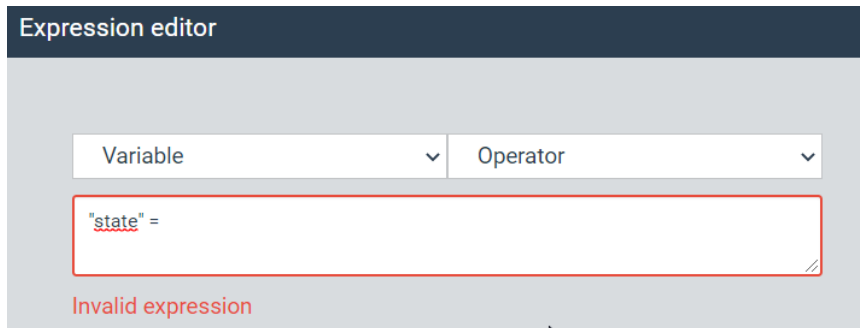 Expression editor
Variable
Operator
"state" =
Invalid expression